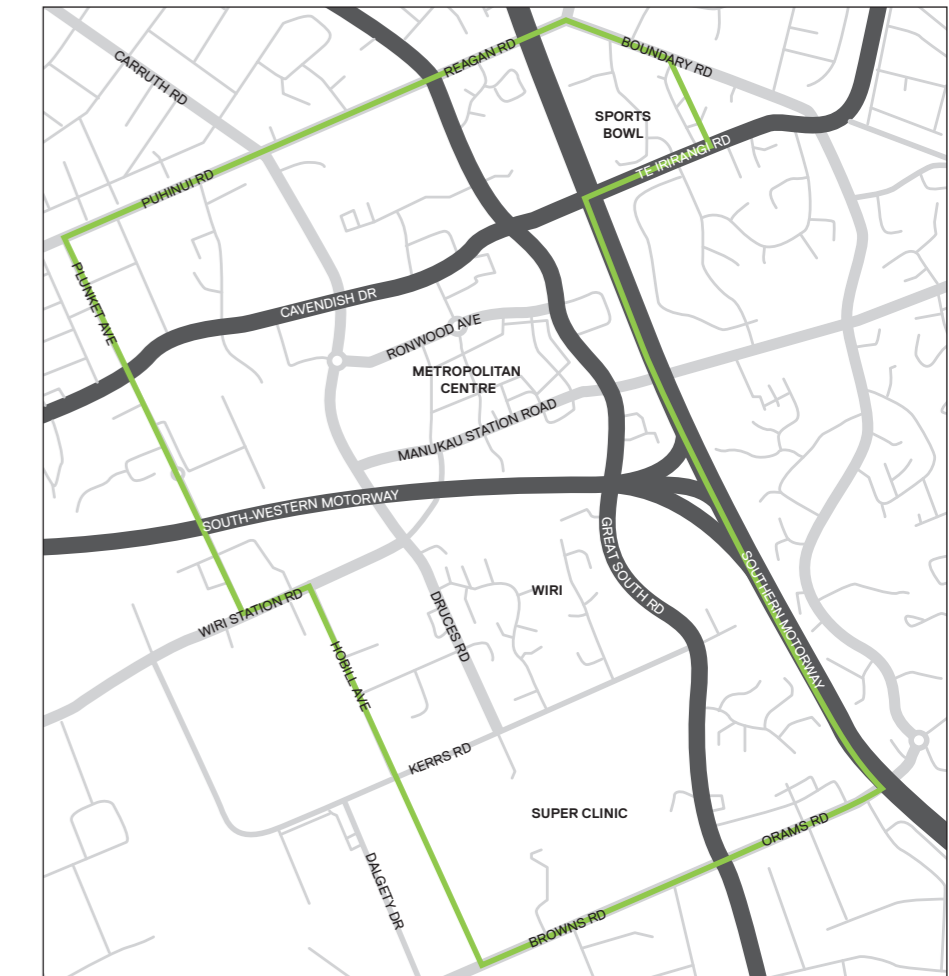 REAGAN RD
BOUNDARY RD
CARRUTH RD
SPORTS
BOWL
TE IRIRANGI RD
PUHINUI RD
PLUNKET AVE
CAVENDISH DR
RONWOOD AVE
METROPOLITAN
CENTRE
MANUKAU STATION ROAD
SOUTH-WESTERN MOTORWAY
GREAT SOUTH RD
SOUTHERN MOTORWAY
WIRI
WIRI STATION RD
DRUCES RD
HOBILL AVE
KERRS RD
SUPER CLINIC
ORAMS RD
DALGETY DR
BROWNS RD